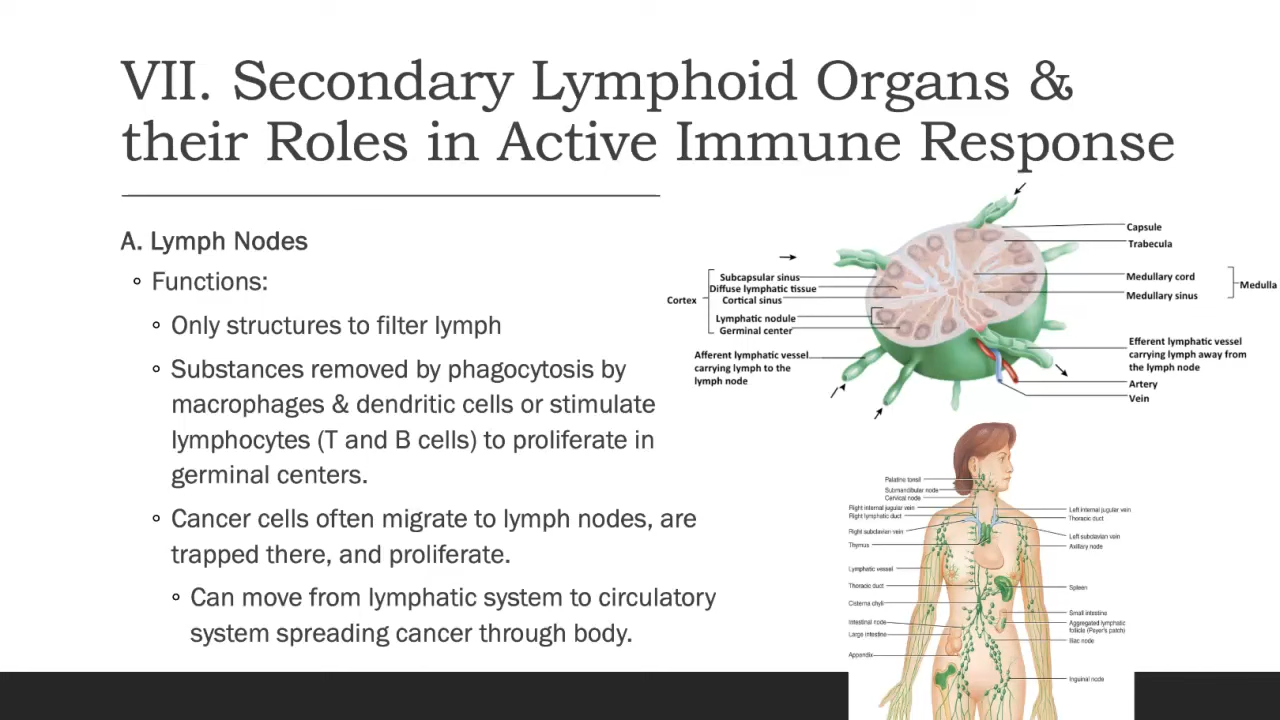 VII. Secondary Lymphoid Organs &
their Roles in Active Immune Response
A. Lymph Nodes
Functions:
Only structures to filter lymph
Substances removed by phagocytosis by
macrophages & dendritic cells or stimulate
lymphocytes (T and B cells) to proliferate in
germinal centers.
Cancer cells oftenmigrate to lymph nodes, are
trapped there, and proliferate.
Can move from lymphatic system to circulatory
system spreading cancer through body.
Subcapsular sinus
Diffuse lymphatic tissue
Cortex
Cortical sinus
Lymphatic nodule
Germinal center
Afferent lymphatic vessel
carrying lymph to the
lymph node
Capsule
Trabecula
Medullary cord
Medulla
Medullary sinus
Efferent lymphatic vessel
carrying lymph away from
the lymph node
Artery
Vein
Palatine tonsil
Submandibular node
Cervical node
Right internal jugular vein
Right lymphatic duct
Right subclavian vein
Thymus
Lymphatic vessel
Thoracic duct
Cisterna chyli
Intestinal node
Large intestine
Appendix
Left internal jugular vein
Thoracic duct
Left subclavian vein
Axillary node
Spleen
Small intestine
Aggregated lymphatic
follicle (Peyer's patch)
Iliac node
Inguinal node